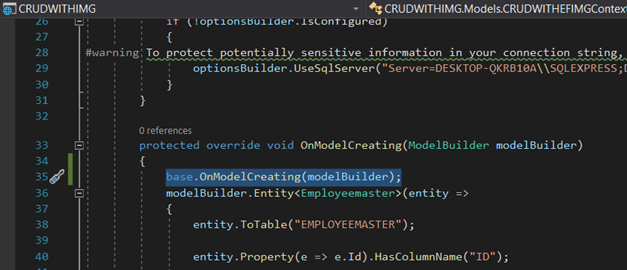 CRUDWITHIMG
CRUDWITHIMG.Models.CRUDWITHEFIMGContext
26 if (!optionsBuilder.IsConfigured)
27 {
28 #warning To protect potentially sensitive information in your connection string,
29 optionsBuilder.UseSqlServer("Server=DESKTOP-QKRB10A\\SQLEXPRESS;D
30 }
31 }
32
0 references
33 protected override void OnModelCreating(ModelBuilder modelBuilder)
34 {
35 base.OnModelCreating(modelBuilder);
36 modelBuilder.Entity<Employeemaster>(entity =>
37 {
38 entity.ToTable("EMPLOYEEMASTER");
39
40 entity.Property(e => e.Id).HasColumnName("ID");